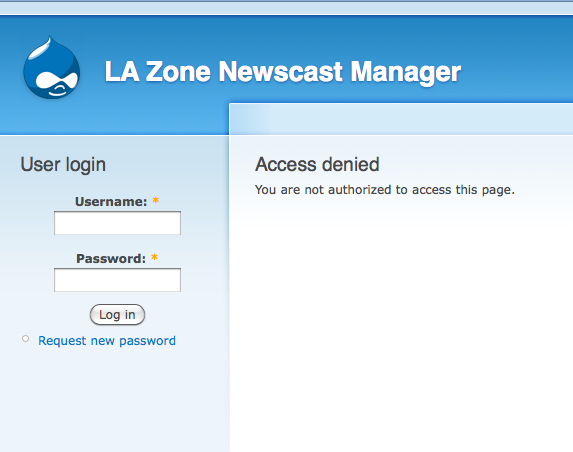 LA Zone Newscast Manager
User login
Username: *
Password: *
Log in
Request new password
Access denied
You are not authorized to access this page.